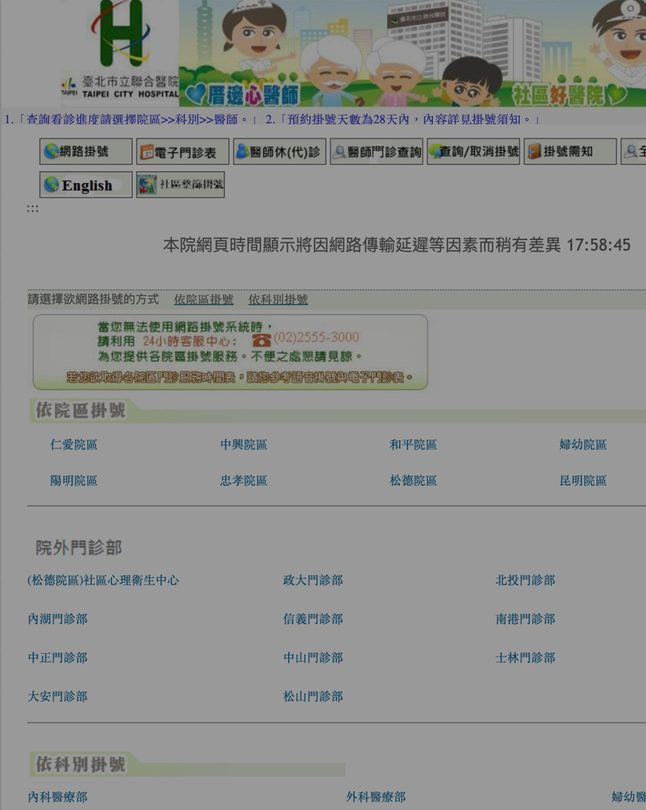 臺北市立聯合醫院
TAIPEI CITY HOSPITAL
厝邊心醫師
社區好醫院
1.「查詢看診進度請選擇院區>>科別>>醫師。」 2.「預約掛號天數為28天內，內容詳見掛號須知。」
網路掛號 電子門診表 醫師休(代)診 醫師門診查詢 查詢/取消掛號 掛號需知
English 社區整篩掛號
:::
本院網頁時間顯示將因網路傳輸延遲等因素而稍有差異 17:58:45
請選擇欲網路掛號的方式 依院區掛號 依科別掛號
當您無法使用網路掛號系統時，
請利用 24小時客服中心: ☎(02)2555-3000
為您提供各院區掛號服務。不便之處懇請見諒。
若您欲取得各院區門診服務時間表，請您參考語音掛號與電子門診表。
依院區掛號
仁愛院區 中興院區 和平院區 婦幼院區
陽明院區 忠孝院區 松德院區 昆明院區
院外門診部
(松德院區)社區心理衛生中心 政大門診部 北投門診部
內湖門診部 信義門診部 南港門診部
中正門診部 中山門診部 士林門診部
大安門診部 松山門診部
依科別掛號
內科醫療部 外科醫療部 婦幼